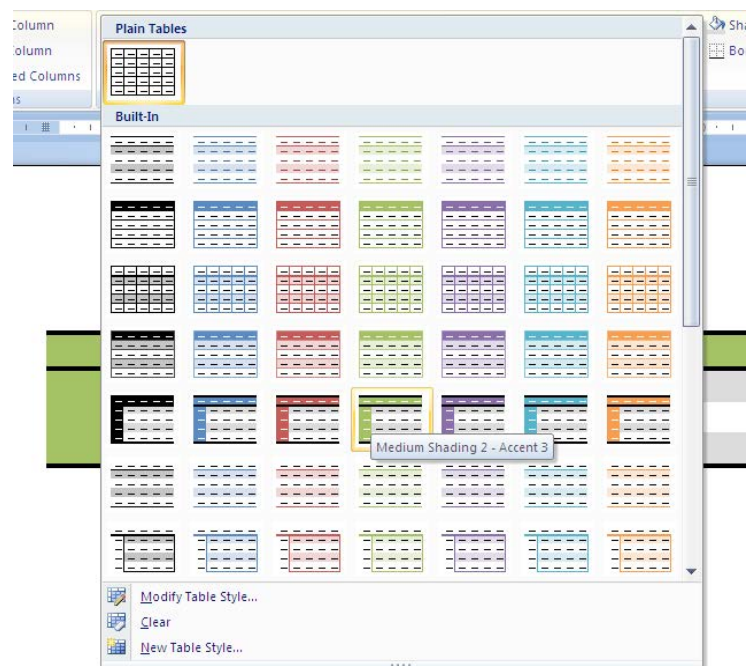 Column
Plain Tables
Sha
Column
Bo
ed Columns
ns
Built-In
Medium Shading 2 - Accent 3
Modify Table Style...
Clear
New Table Style...